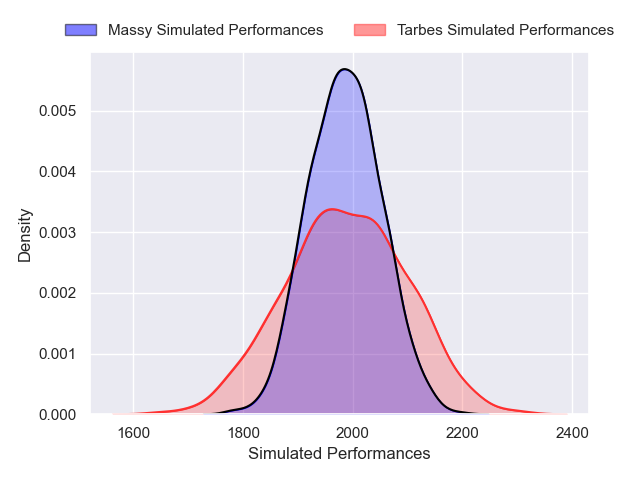 Massy Simulated Performances Tarbes Simulated Performances
0.005
0.004
0.003
0.002
0.001
0.000
Density
1600 1800 2000 2200 2400
Simulated Performances